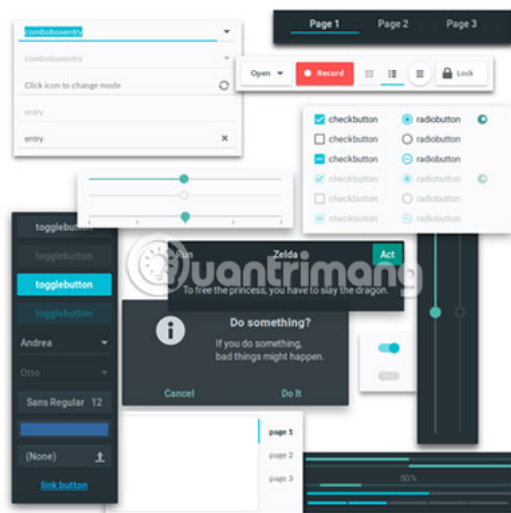 comboboxentry
comboboxentry
Click icon to change mode
entry
entry
Page 1 Page 2 Page 3
Open Record Lock
checkbutton radiobutton
checkbutton radiobutton
checkbutton radiobutton
checkbutton radiobutton
checkbutton radiobutton
checkbutton radiobutton
togglebutton
togglebutton
togglebutton
togglebutton
Andrea
Otto
Sans Regular 12
(None)
link button
Run Zelda Act
To free the princess, you have to slay the dragon.
Quantrimang
Do something?
If you do something,
bad things might happen.
Cancel Do It
page 1
page 2
page 3
50%